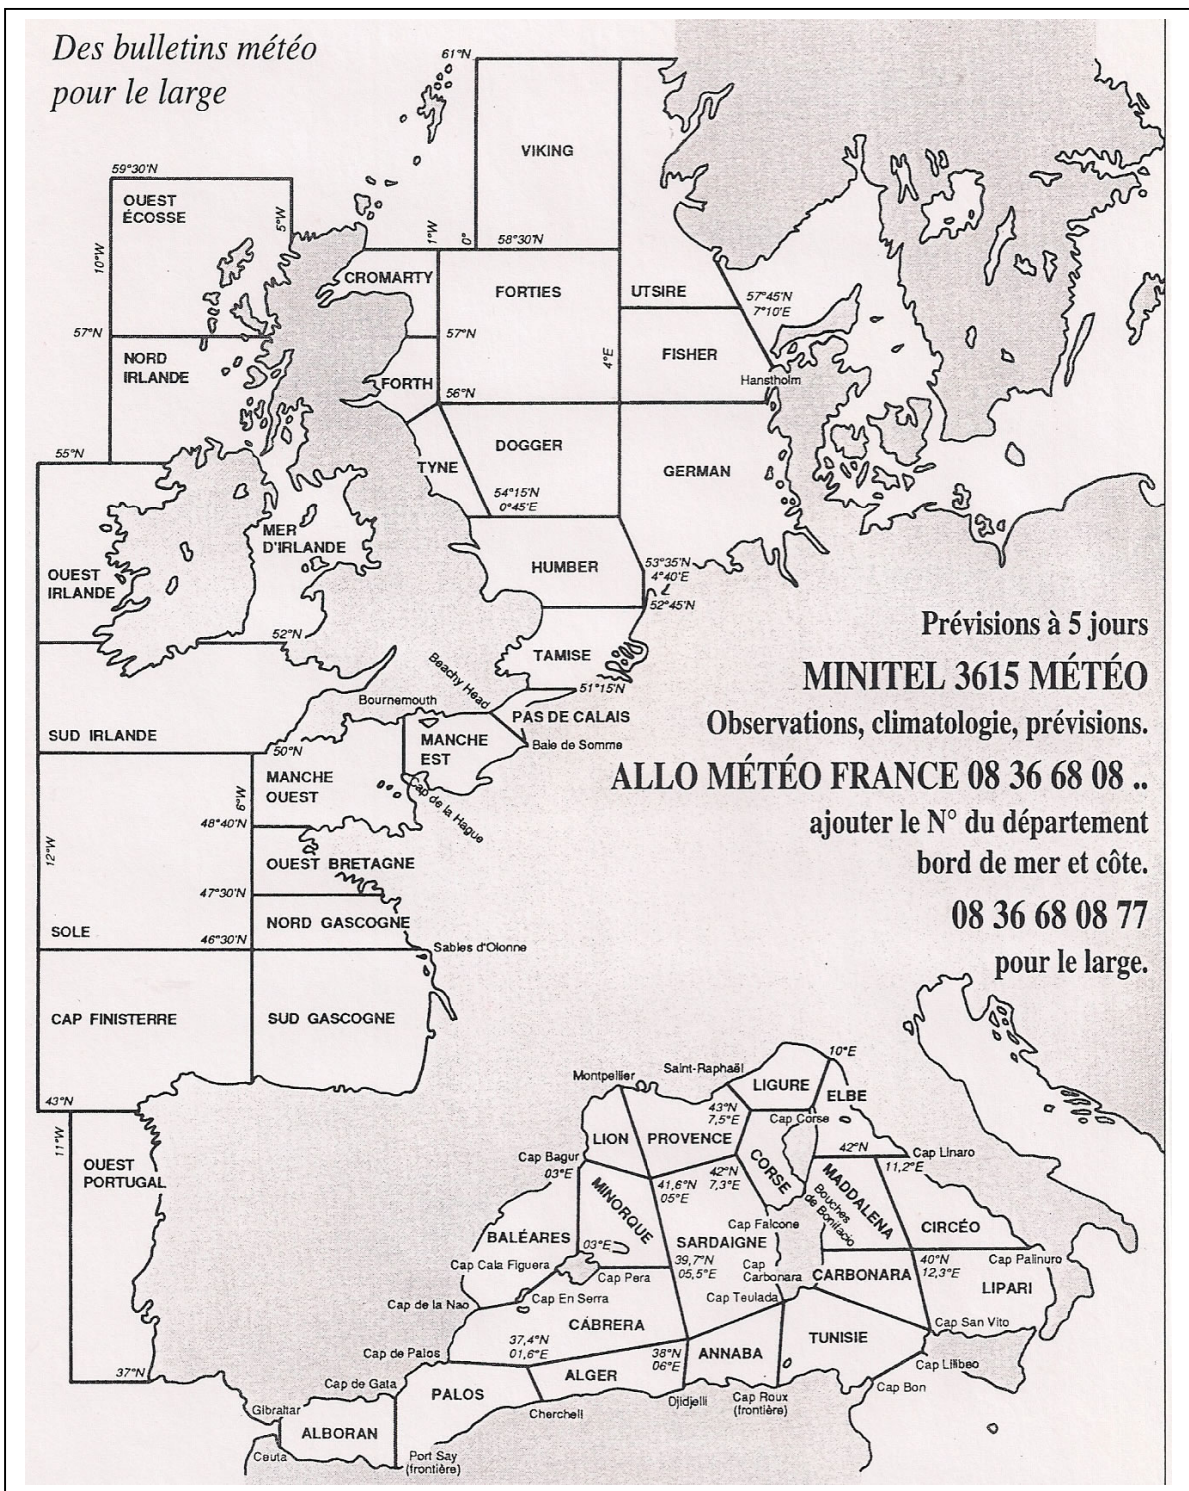 Des bulletins météo
pour le large
61°N
VIKING
59°30'N
OUEST
ÉCOSSE
5°W
10°W
1°W
0°
58°30'N
CROMARTY
FORTIES
UTSIRE
57°45'N
7°10'E
57°N
57°N
NORD
IRLANDE
4°E
FISHER
Hanstholm
FORTH
56°N
55°N
DOGGER
TYNE
GERMAN
54°15'N
0°45'E
MER
D'IRLANDE
HUMBER
53°35'N
4°40'E
OUEST
IRLANDE
52°45'N
52°N
TAMISE
Beachy Head
51°15'N
Bournemouth
PAS DE CALAIS
SUD IRLANDE
MANCHE
EST
Baie de Somme
50°N
MANCHE
OUEST
6°W
Cap de la Hague
48°40'N
12°W
OUEST BRETAGNE
47°30'N
NORD GASCOGNE
SOLE
46°30'N
Sables d'Olonne
CAP FINISTERRE
SUD GASCOGNE
43°N
11°W
OUEST
PORTUGAL
37°N
Prévisions à 5 jours
MINITEL 3615 MÉTÉO
Observations, climatologie, prévisions.
ALLO MÉTÉO FRANCE 08 36 68 08 ..
ajouter le N° du département
bord de mer et côte.
08 36 68 08 77
pour le large.
10°E
Saint-Raphaël
Montpellier
LIGURE
ELBE
43°N
7,5°E
Cap Corse
LION
PROVENCE
42°N
Cap Linaro
11,2°E
Cap Bagur
03°E
41,6°N
05°E
42°N
7,3°E
CORSE
MADDALENA
Bouches
de Bonifacio
MINORQUE
CIRCÉO
Cap Falcone
BALÉARES
03°E
SARDAIGNE
39,7°N
05,5°E
Cap Cala Figuera
Cap Pera
Cap
Carbonara
CARBONARA
40°N
12,3°E
Cap Palinuro
LIPARI
Cap En Serra
Cap Teulada
Cap de la Nao
CABRERA
Cap San Vito
TUNISIE
37,4°N
01,6°E
38°N
06°E
ANNABA
Cap de Palos
Cap Lilibeo
ALGER
Cap de Gata
PALOS
Cap Bon
Djidjelli
Cap Roux
(frontière)
Cherchell
Gibraltar
ALBORAN
Ceuta
Port Say
(frontière)